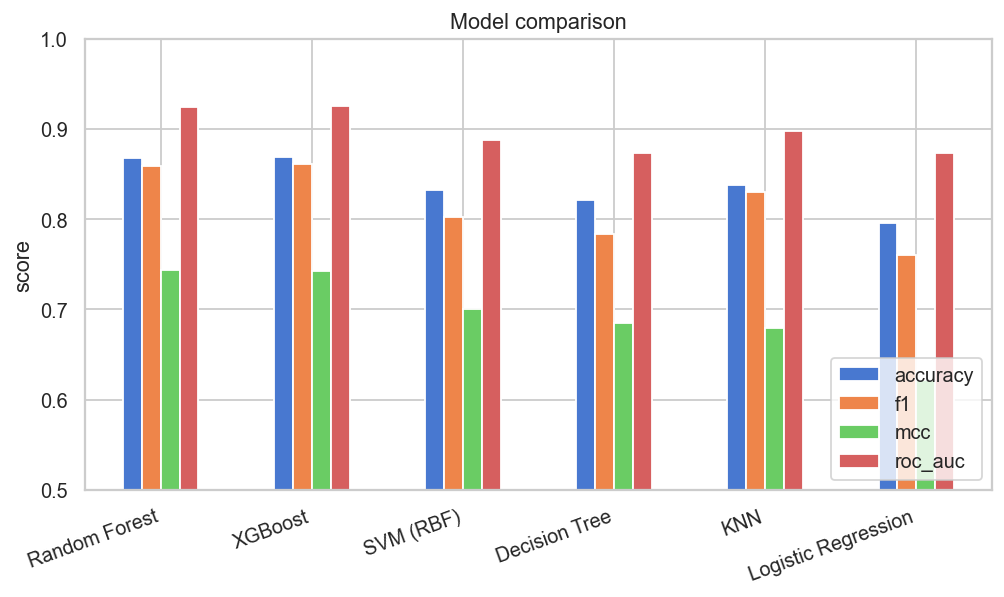 Model comparison
1.0
0.9
0.8
0.7
0.6
0.5
score
Random Forest
XGBoost
SVM (RBF)
Decision Tree
KNN
Logistic Regression
accuracy
f1
mcc
roc_auc